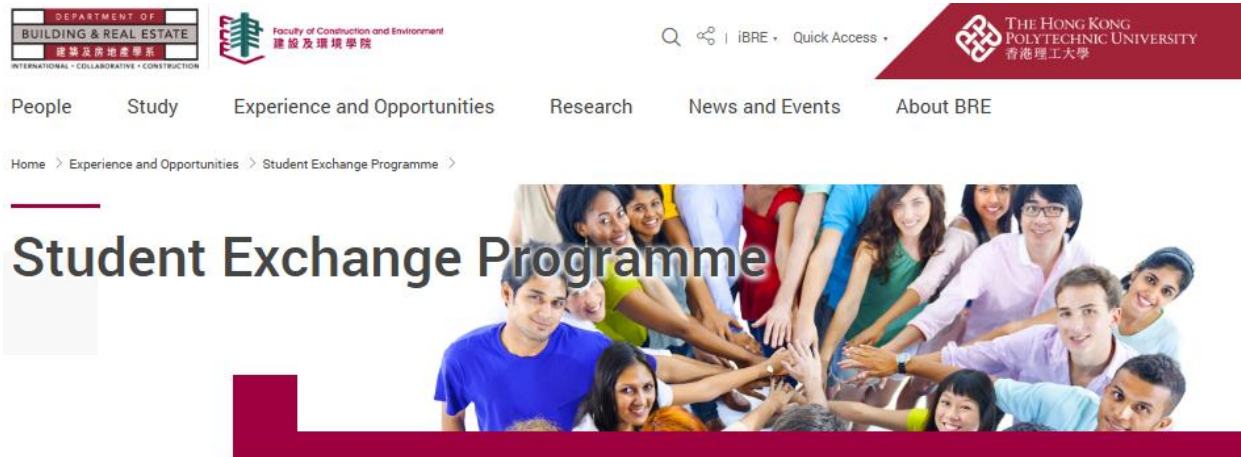 DEPARTMENT OF
BUILDING & REAL ESTATE
建築及房地產學系
INTERNATIONAL • COLLABORATIVE • CONSTRUCTION
Faculty of Construction and Environment
建設及環境學院
iBRE
Quick Access
THE HONG KONG
POLYTECHNIC UNIVERSITY
香港理工大學
People Study Experience and Opportunities Research News and Events About BRE
Home > Experience and Opportunities > Student Exchange Programme >
Student Exchange Programme